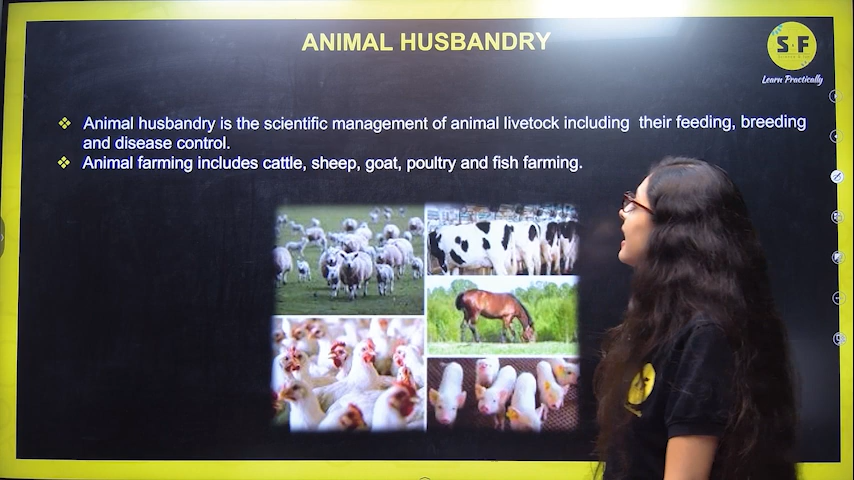 ANIMAL HUSBANDRY
S F
Learn Practically
❖ Animal husbandry is the scientific management of animal livetock including their feeding, breeding
and disease control.
❖ Animal farming includes cattle, sheep, goat, poultry and fish farming.